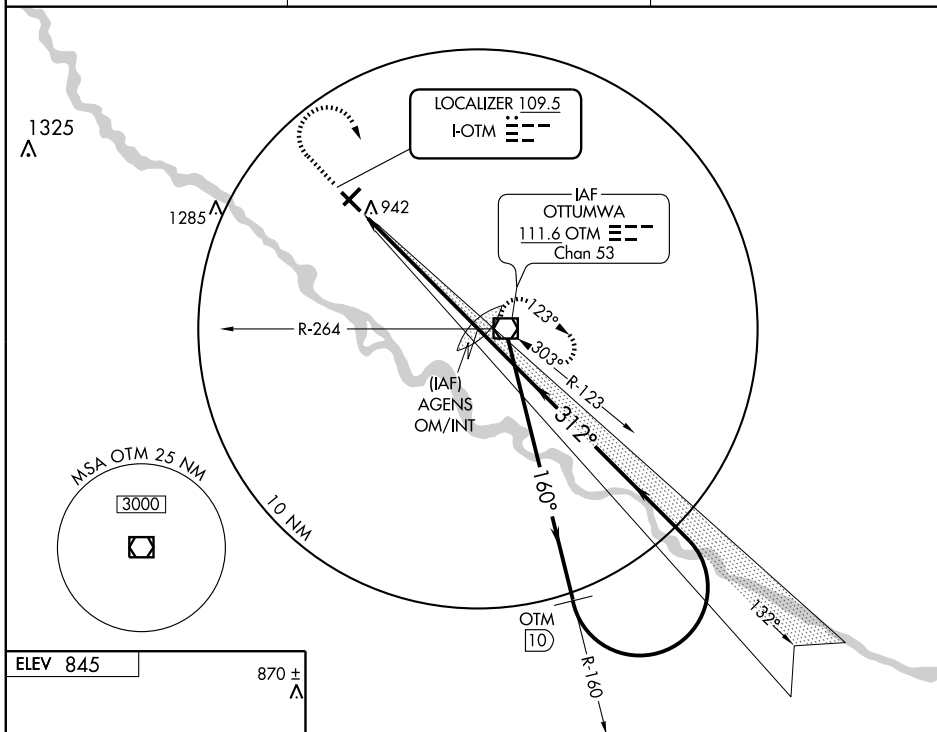 1325
LOCALIZER 109.5
I-OTM
1285
942
IAF
OTTUMWA
111.6 OTM
Chan 53
R-264
123°
303°
R-123
(IAF)
AGENS
OM/INT
312°
160°
MSA OTM 25 NM
3000
10 NM
132°
OTM
10
R-160
ELEV 845
870 ±